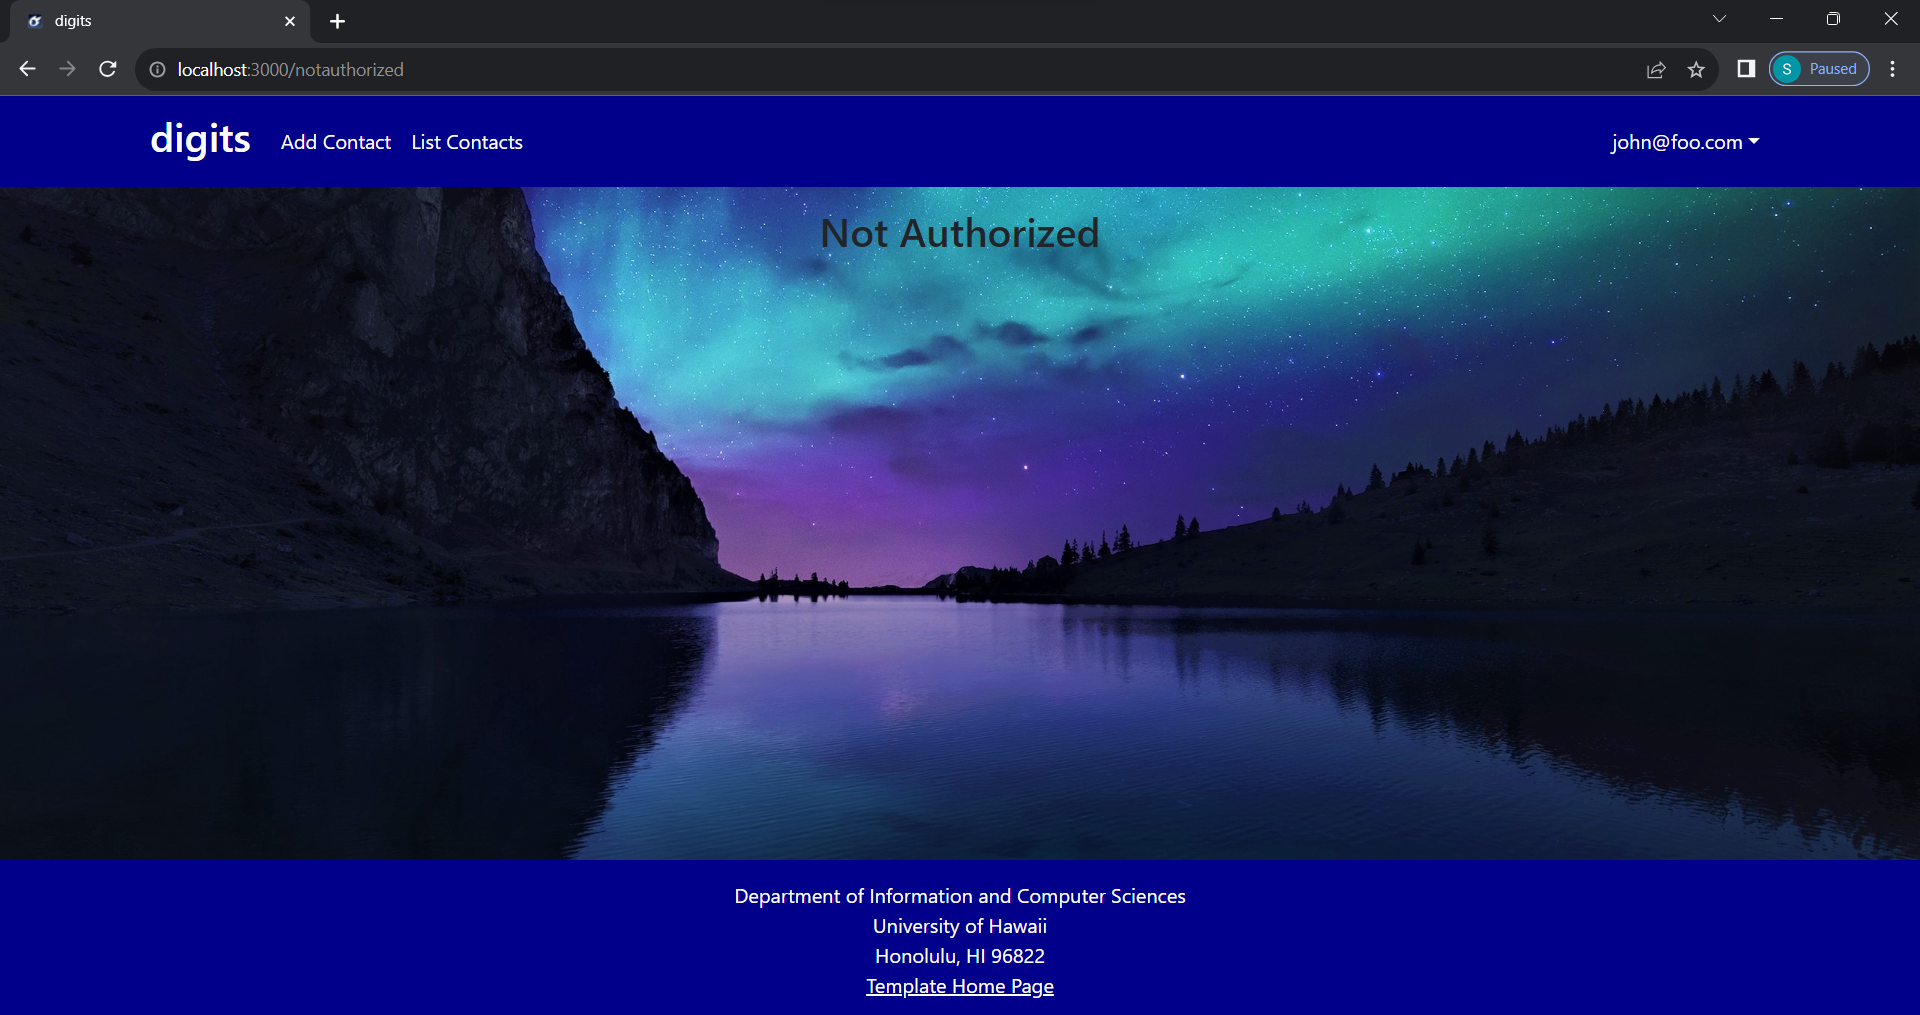 digits
localhost:3000/notauthorized
S Paused
digits Add Contact List Contacts john@foo.com
Not Authorized
Department of Information and Computer Sciences
University of Hawaii
Honolulu, HI 96822
Template Home Page